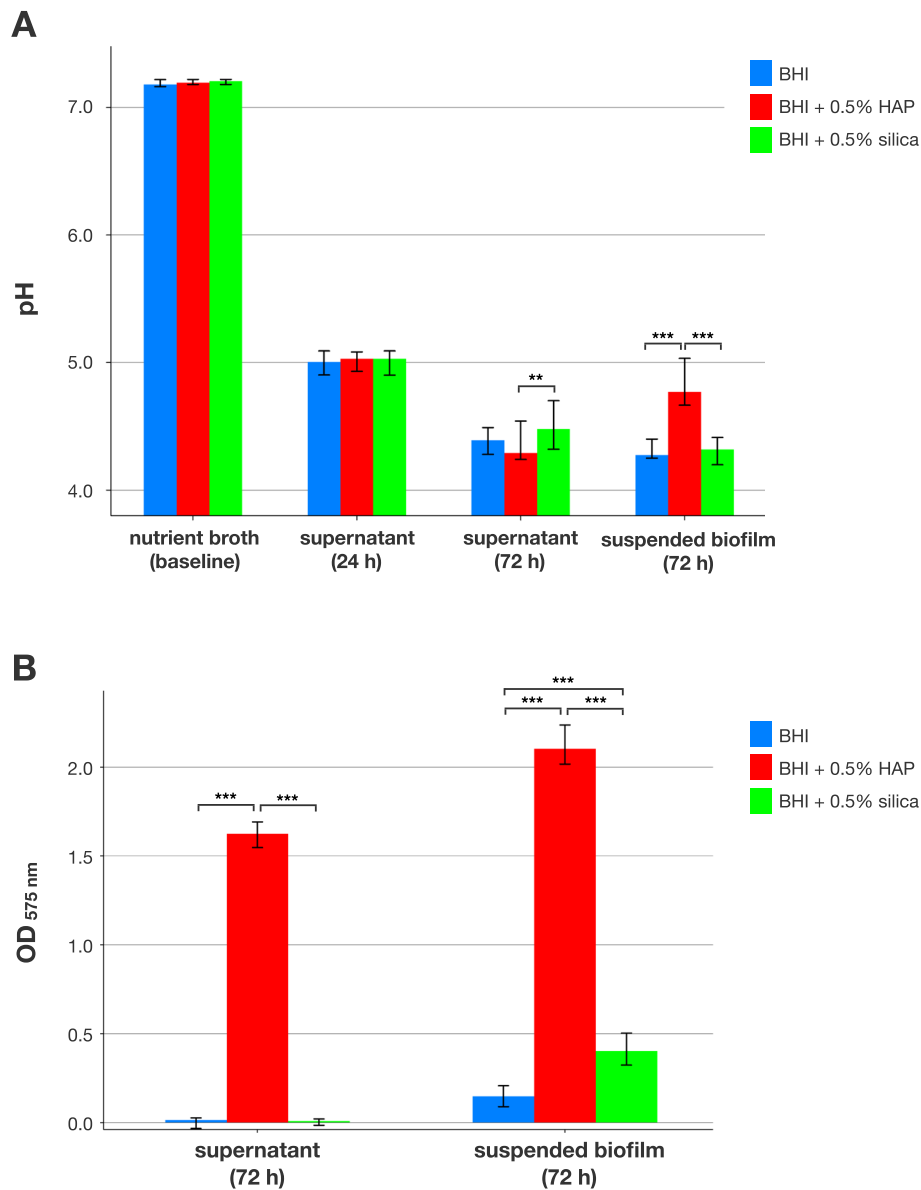 A
BHI
BHI + 0.5% HAP
BHI + 0.5% silica
7.0
6.0
5.0
4.0
pH
***
***
**
nutrient broth
(baseline)
supernatant
(24 h)
supernatant
(72 h)
suspended biofilm
(72 h)
B
BHI
BHI + 0.5% HAP
BHI + 0.5% silica
***
***
***
***
***
2.0
1.5
1.0
0.5
0.0
OD 575 nm
supernatant
(72 h)
suspended biofilm
(72 h)